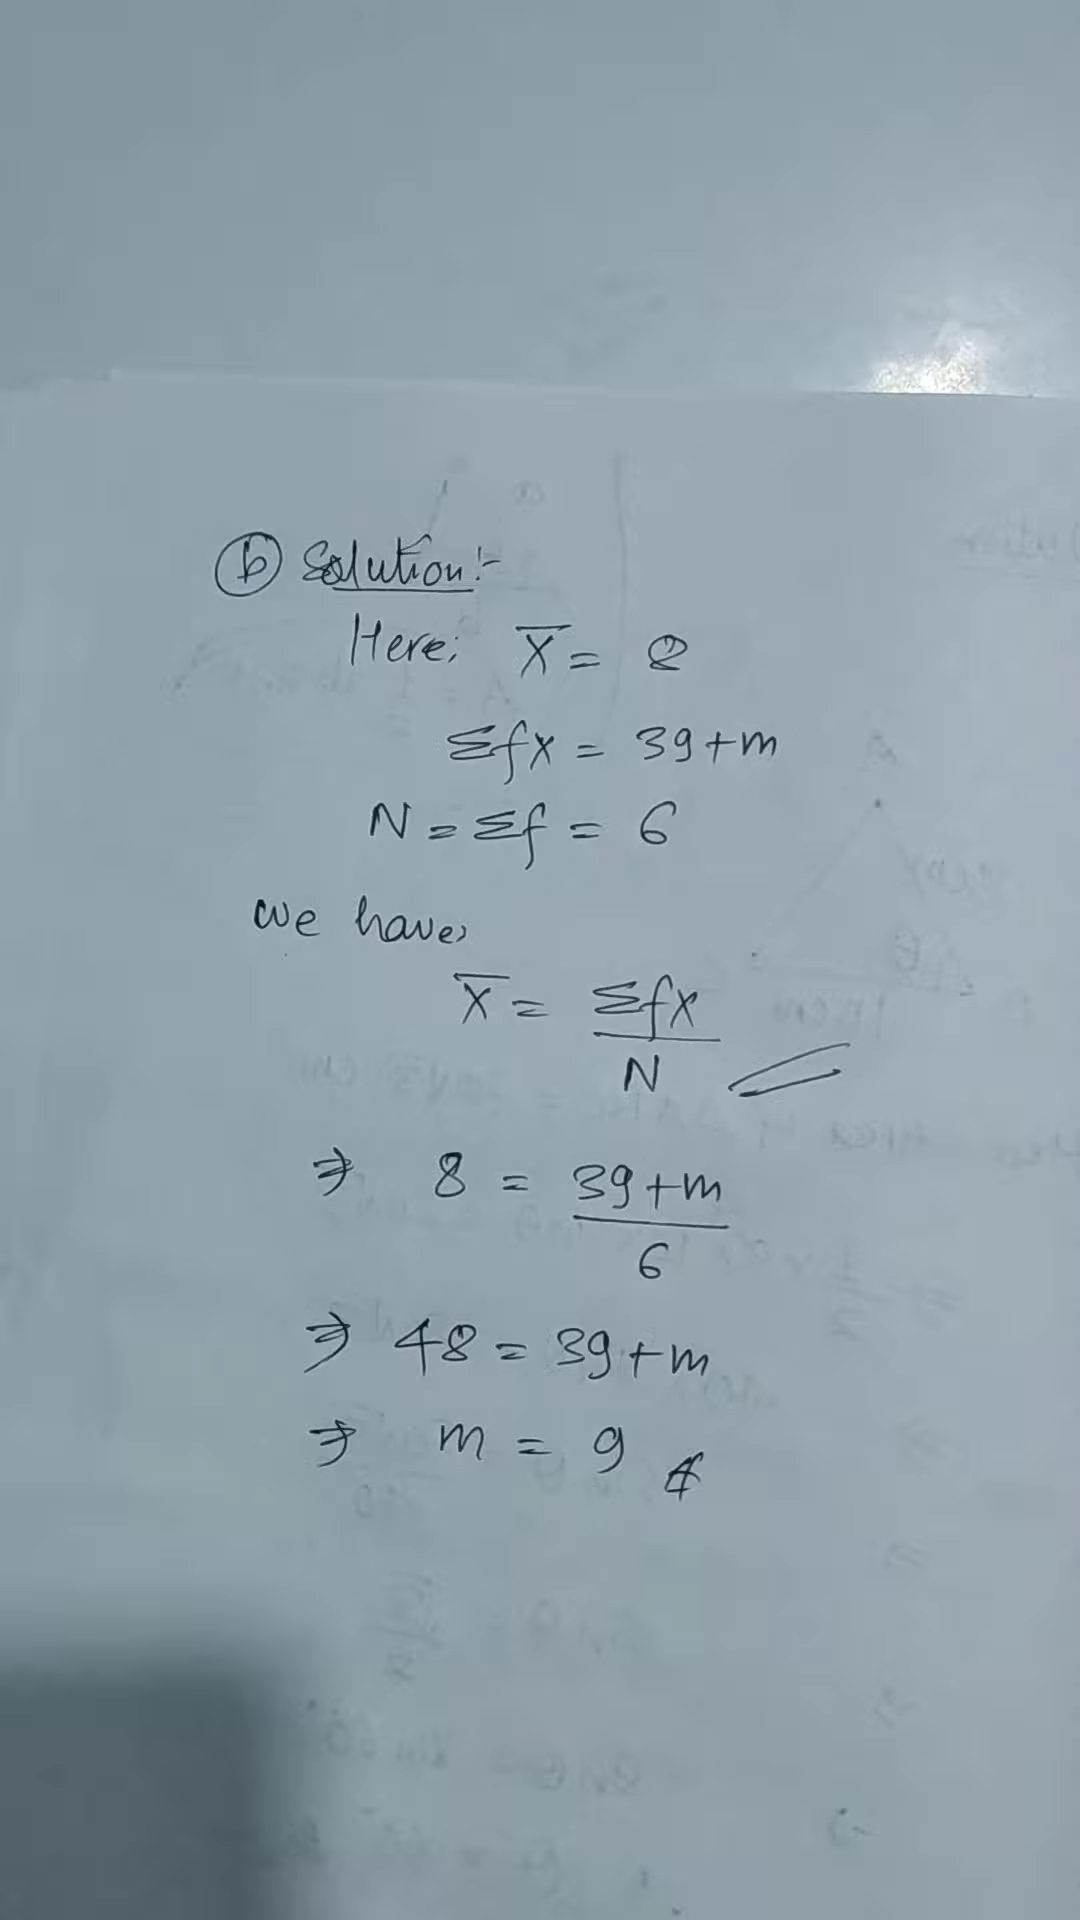 ⓑ Solution:-
Here; X̅ = 8
Σfx = 39+m
N = Σf = 6
we have,
X̅ = Σfx / N
⇒ 8 = 39+m / 6
⇒ 48 = 39+m
⇒ m = 9